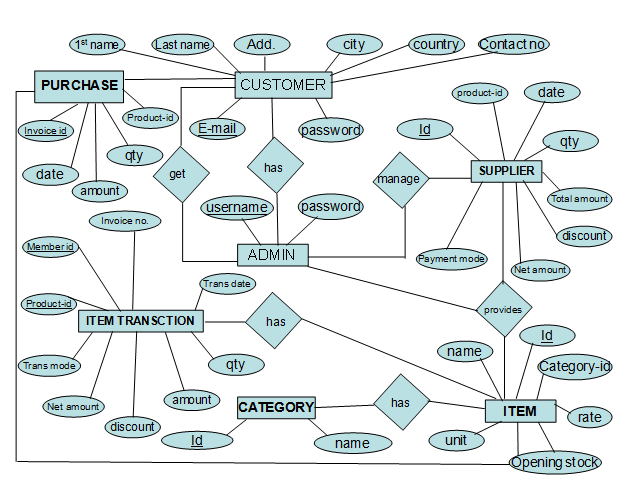 1st name
Last name
Add.
city
country
Contact no
PURCHASE
CUSTOMER
Invoice id
Product-id
date
qty
amount
E-mail
password
product-id
date
Id
qty
SUPPLIER
Total amount
discount
Net amount
Payment mode
get
has
manage
username
password
ADMIN
provides
Invoice no.
Member id
Trans date
Product-id
ITEM TRANSCTION
has
Trans mode
qty
Net amount
amount
discount
CATEGORY
Id
name
has
name
Id
Category-id
ITEM
rate
unit
Opening stock